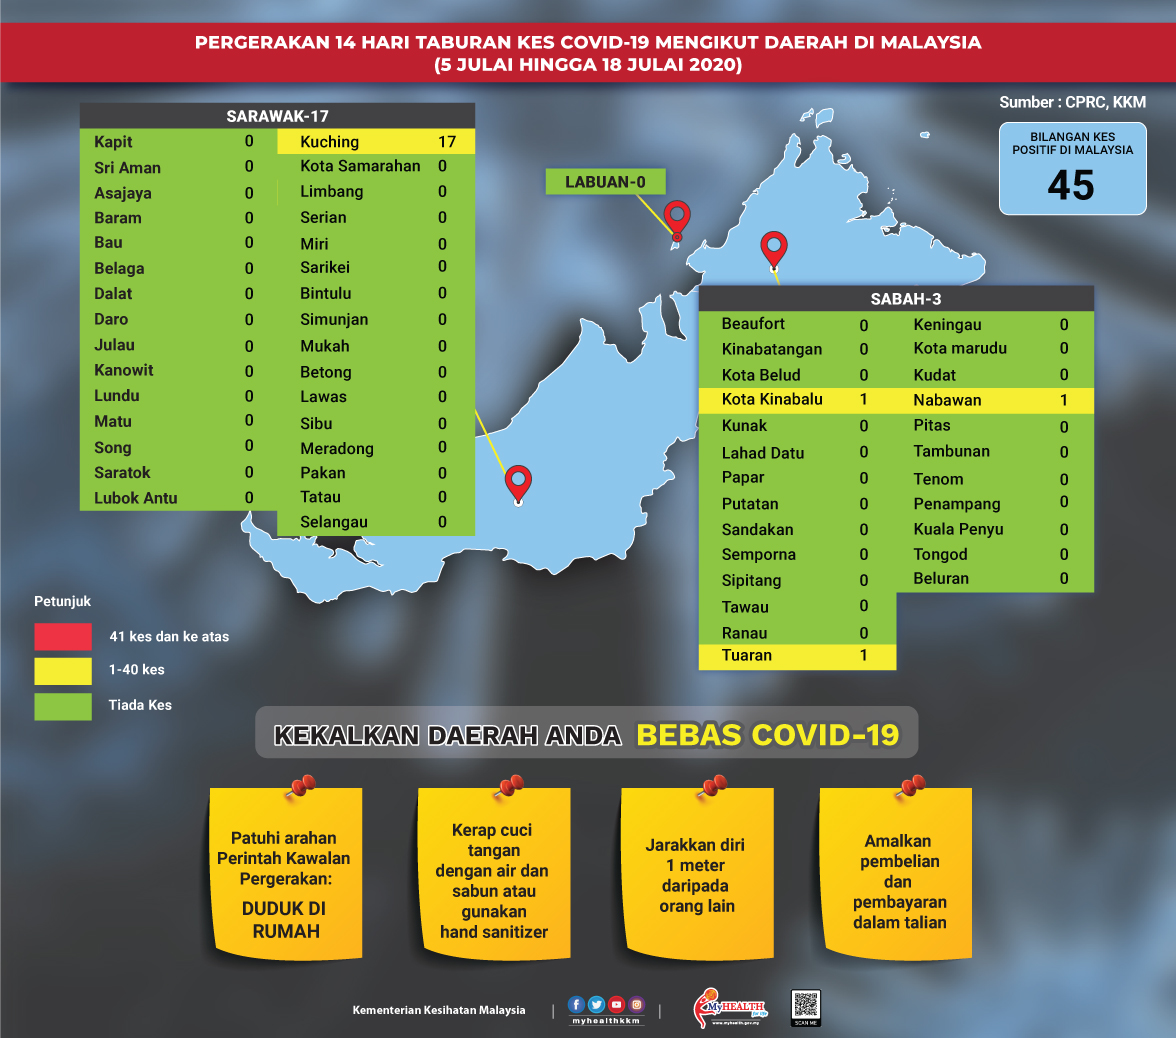 PERGERAKAN 14 HARI TABURAN KES COVID-19 MENGIKUT DAERAH DI MALAYSIA
(5 JULAI HINGGA 18 JULAI 2020)
Sumber : CPRC, KKM
BILANGAN KES
POSITIF DI MALAYSIA
45
SARAWAK-17
Kapit 0
Sri Aman 0
Asajaya 0
Baram 0
Bau 0
Belaga 0
Dalat 0
Daro 0
Julau 0
Kanowit 0
Lundu 0
Matu 0
Song 0
Saratok 0
Lubok Antu 0
Kuching 17
Kota Samarahan 0
Limbang 0
Serian 0
Miri 0
Sarikei 0
Bintulu 0
Simunjan 0
Mukah 0
Betong 0
Lawas 0
Sibu 0
Meradong 0
Pakan 0
Tatau 0
Selangau 0
LABUAN-0
SABAH-3
Beaufort 0
Kinabatangan 0
Kota Belud 0
Kota Kinabalu 1
Kunak 0
Lahad Datu 0
Papar 0
Putatan 0
Sandakan 0
Semporna 0
Sipitang 0
Tawau 0
Ranau 0
Tuaran 1
Keningau 0
Kota marudu 0
Kudat 0
Nabawan 1
Pitas 0
Tambunan 0
Tenom 0
Penampang 0
Kuala Penyu 0
Tongod 0
Beluran 0
Petunjuk
41 kes dan ke atas
1-40 kes
Tiada Kes
KEKALKAN DAERAH ANDA BEBAS COVID-19
Patuhi arahan
Perintah Kawalan
Pergerakan:
DUDUK DI
RUMAH
Kerap cuci
tangan
dengan air dan
sabun atau
gunakan
hand sanitizer
Jarakkan diri
1 meter
daripada
orang lain
Amalkan
pembelian
dan
pembayaran
dalam talian
Kementerian Kesihatan Malaysia
myhealthkkm
MyHEALTH
for life
www.myhealth.gov.my
SCAN ME